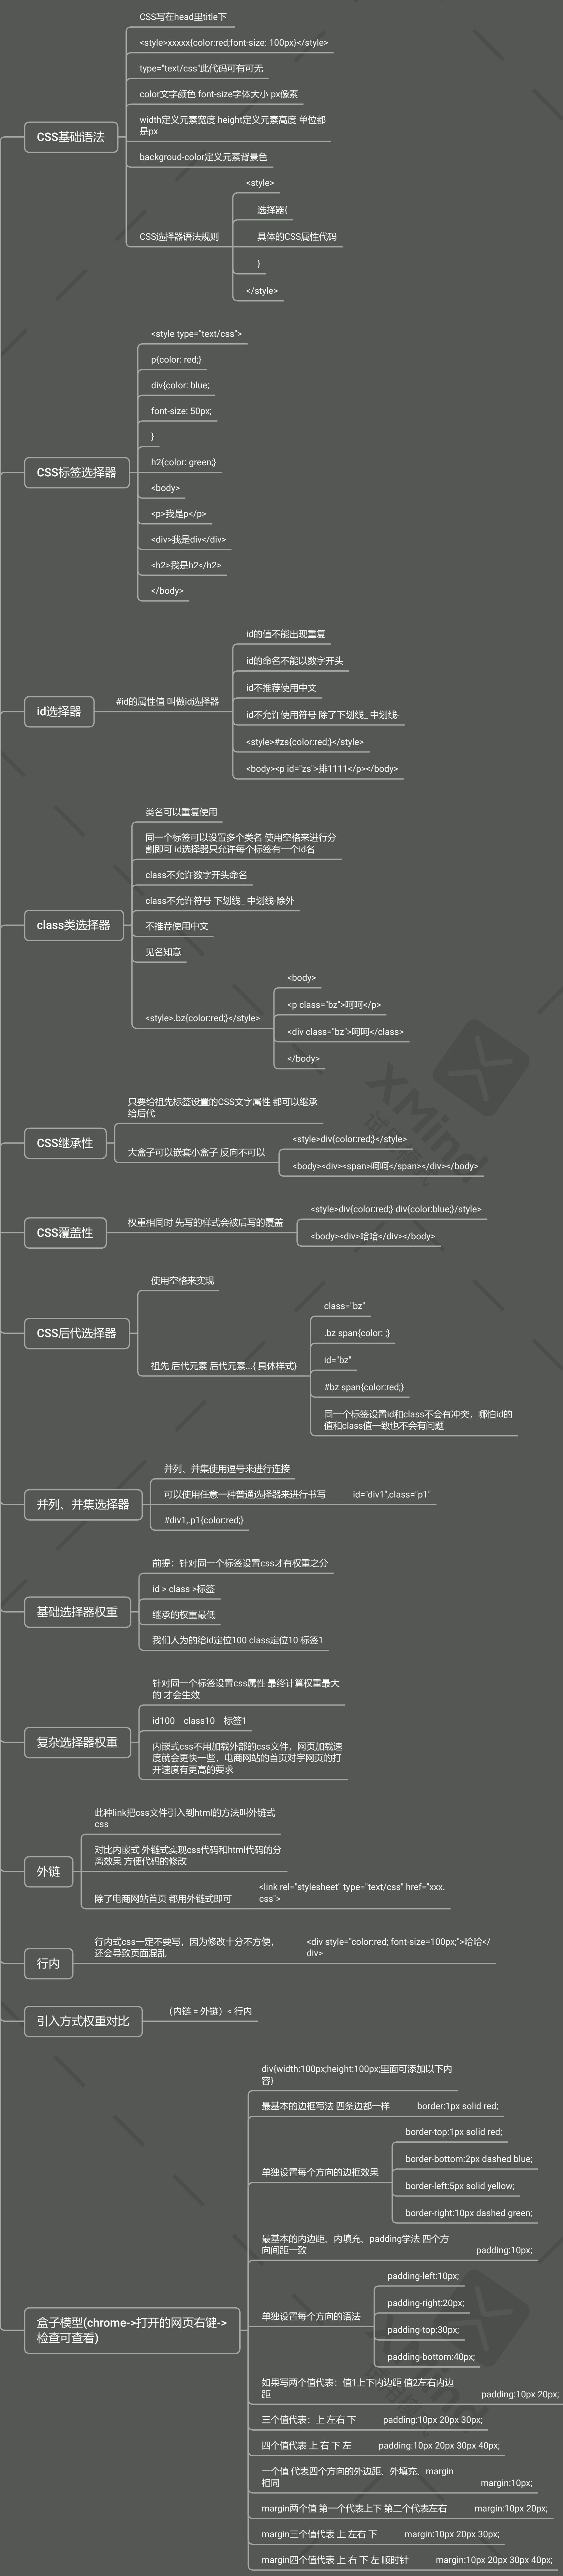 CSS基础语法
CSS写在head里title下
<style>xxxxx{color:red;font-size: 100px}</style>
type="text/css"此代码可有可无
color文字颜色 font-size字体大小 px像素
width定义元素宽度 height定义元素高度 单位都
是px
backgroud-color定义元素背景色
CSS选择器语法规则
<style>
选择器{
具体的CSS属性代码
}
</style>
CSS标签选择器
<style type="text/css">
p{color: red;}
div{color: blue;
font-size: 50px;
}
h2{color: green;}
<body>
<p>我是p</p>
<div>我是div</div>
<h2>我是h2</h2>
</body>
id选择器
#id的属性值 叫做id选择器
id的值不能出现重复
id的命名不能以数字开头
id不推荐使用中文
id不允许使用符号 除了下划线_ 中划线-
<style>#zs{color:red;}</style>
<body><p id="zs">排1111</p></body>
class类选择器
类名可以重复使用
同一个标签可以设置多个类名 使用空格来进行分
割即可 id选择器只允许每个标签有一个id名
class不允许数字开头命名
class不允许符号 下划线_ 中划线-除外
不推荐使用中文
见名知意
<style>.bz{color:red;}</style>
<body>
<p class="bz">呵呵</p>
<div class="bz">呵呵</class>
</body>
CSS继承性
只要给祖先标签设置的CSS文字属性 都可以继承
给后代
大盒子可以嵌套小盒子 反向不可以
<style>div{color:red;}</style>
<body><div><span>呵呵</span></div></body>
CSS覆盖性
权重相同时 先写的样式会被后写的覆盖
<style>div{color:red;} div{color:blue;}/style>
<body><div>哈哈</div></body>
CSS后代选择器
使用空格来实现
祖先 后代元素 后代元素...{ 具体样式}
class="bz"
.bz span{color: ;}
id="bz"
#bz span{color:red;}
同一个标签设置id和class不会有冲突，哪怕id的
值和class值一致也不会有问题
并列、并集选择器
并列、并集使用逗号来进行连接
可以使用任意一种普通选择器来进行书写
id="div1",class="p1"
#div1,.p1{color:red;}
基础选择器权重
前提：针对同一个标签设置css才有权重之分
id > class >标签
继承的权重最低
我们人为的给id定位100 class定位10 标签1
复杂选择器权重
针对同一个标签设置css属性 最终计算权重最大
的 才会生效
id100 class10 标签1
内嵌式css不用加载外部的css文件，网页加载速
度就会更快一些，电商网站的首页对宇网页的打
开速度有更高的要求
外链
此种link把css文件引入到html的方法叫外链式
css
对比内嵌式 外链式实现css代码和html代码的分
离效果 方便代码的修改
除了电商网站首页 都用外链式即可
<link rel="stylesheet" type="text/css" href="xxx.
css">
行内
行内式css一定不要写，因为修改十分不方便，
还会导致页面混乱
<div style="color:red; font-size=100px;">哈哈</
div>
引入方式权重对比
（内链 = 外链）< 行内
盒子模型(chrome->打开的网页右键->
检查可查看)
div{width:100px;height:100px;里面可添加以下内
容}
最基本的边框写法 四条边都一样
border:1px solid red;
单独设置每个方向的边框效果
border-top:1px solid red;
border-bottom:2px dashed blue;
border-left:5px solid yellow;
border-right:10px dashed green;
最基本的内边距、内填充、padding学法 四个方
向间距一致
padding:10px;
单独设置每个方向的语法
padding-left:10px;
padding-right:20px;
padding-top:30px;
padding-bottom:40px;
如果写两个值代表：值1上下内边距 值2左右内边
距
padding:10px 20px;
三个值代表：上 左右 下
padding:10px 20px 30px;
四个值代表 上 右 下 左
padding:10px 20px 30px 40px;
一个值 代表四个方向的外边距、外填充、margin
相同
margin:10px;
margin两个值 第一个代表上下 第二个代表左右
margin:10px 20px;
margin三个值代表 上 左右 下
margin:10px 20px 30px;
margin四个值代表 上 右 下 左 顺时针
margin:10px 20px 30px 40px;
XMind
XMind